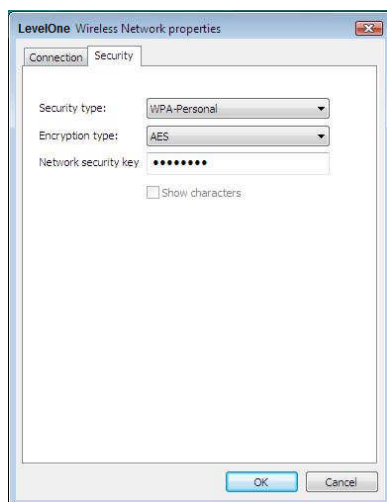 LevelOne Wireless Network properties
Connection Security
Security type: WPA-Personal
Encryption type: AES
Network security key ••••••••
Show characters
OK Cancel